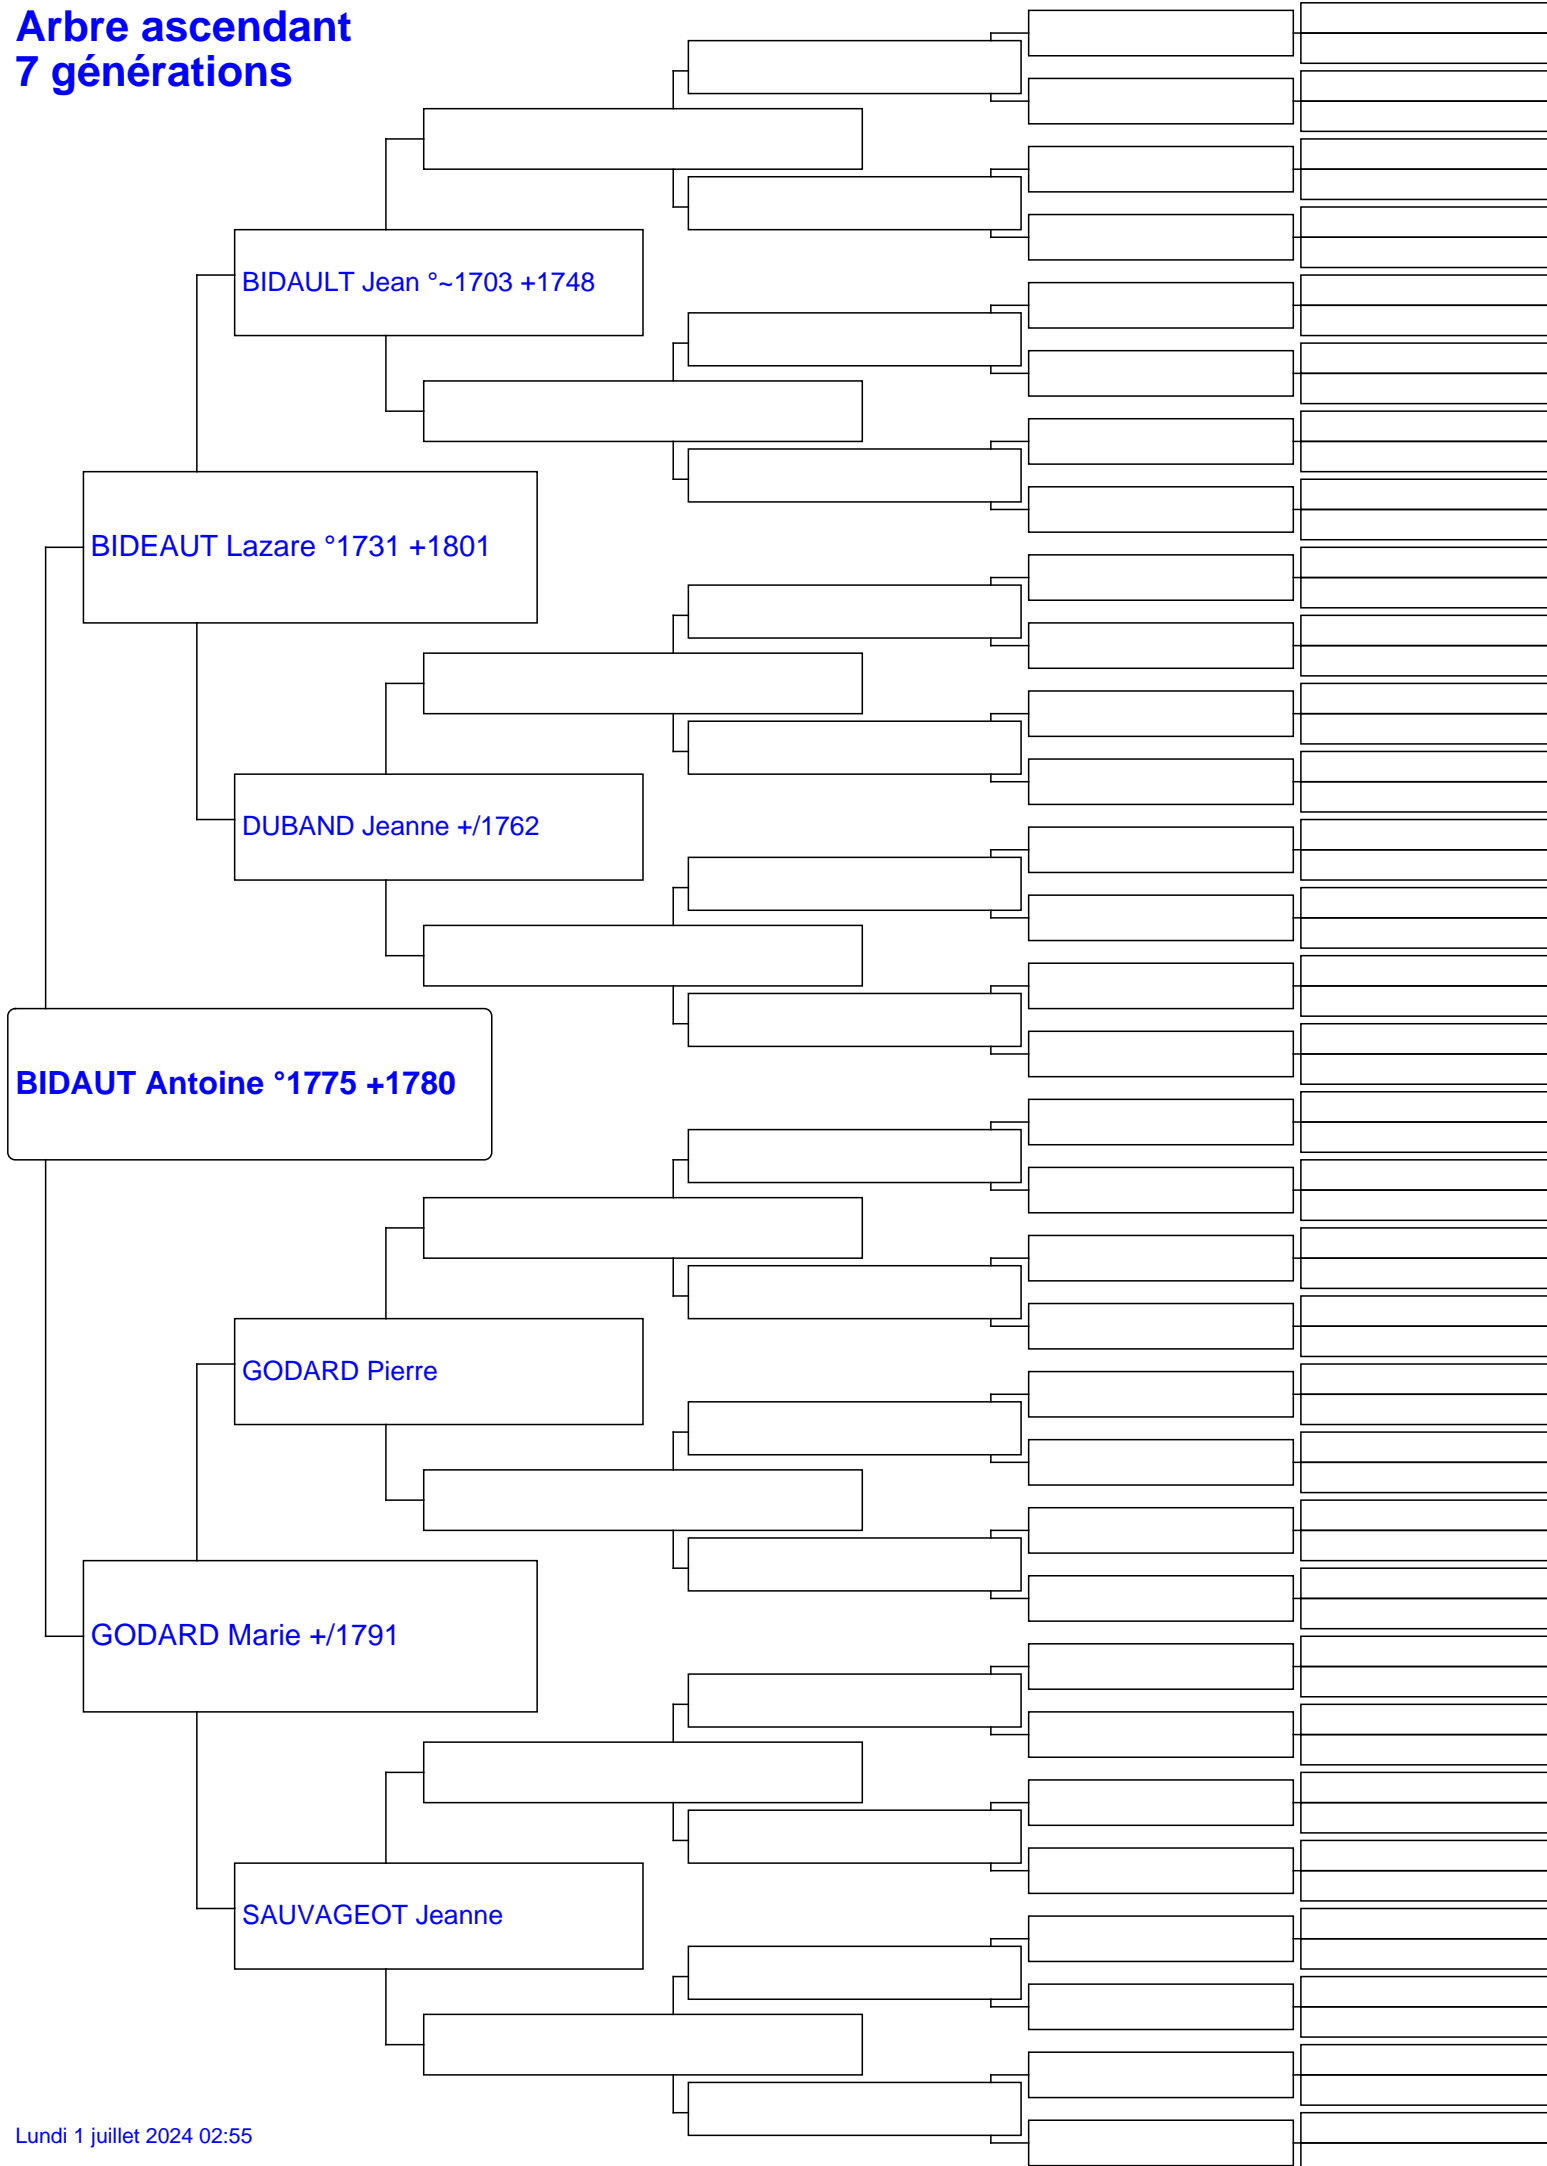 Arbre ascendant
7 générations
BIDAULT Jean °~1703 +1748
BIDEAUT Lazare °1731 +1801
DUBAND Jeanne +/1762
BIDAUT Antoine °1775 +1780
GODARD Pierre
GODARD Marie +/1791
SAUVAGEOT Jeanne
Lundi 1 juillet 2024 02:55